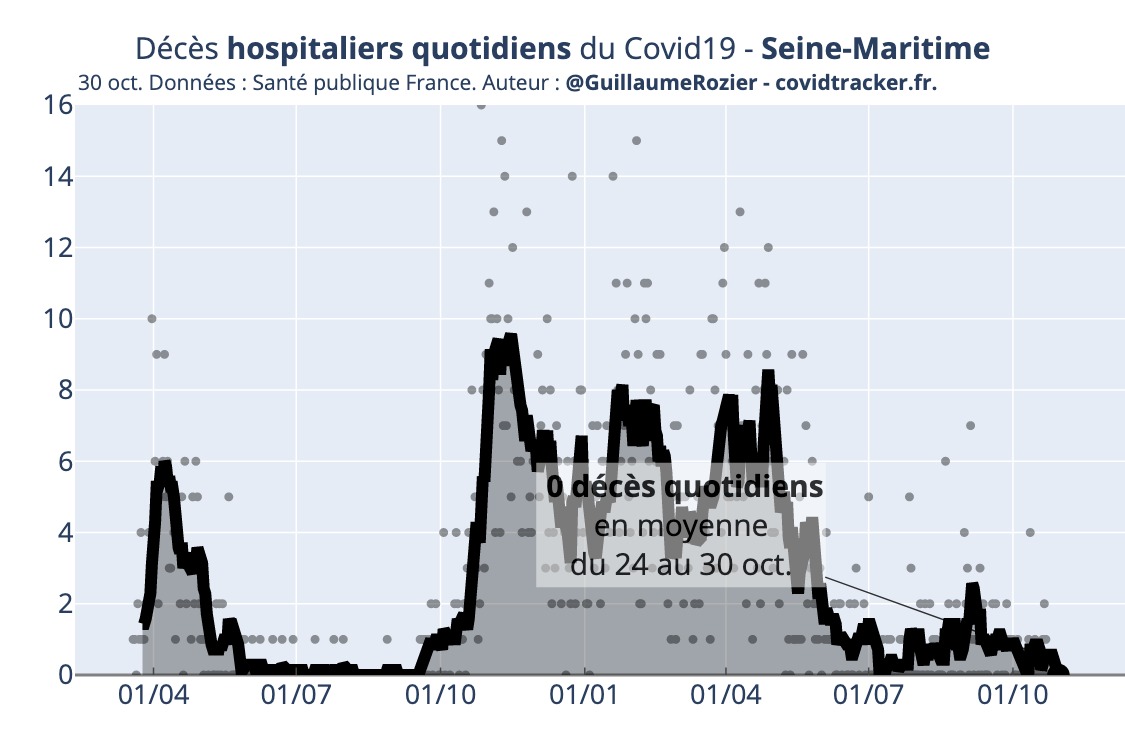 Décès hospitaliers quotidiens du Covid19 - Seine-Maritime
30 oct. Données : Santé publique France. Auteur : @GuillaumeRozier - covidtracker.fr.
16
14
12
10
8
6
4
2
0
0 décès quotidiens
en moyenne
du 24 au 30 oct.
01/04 01/07 01/10 01/01 01/04 01/07 01/10